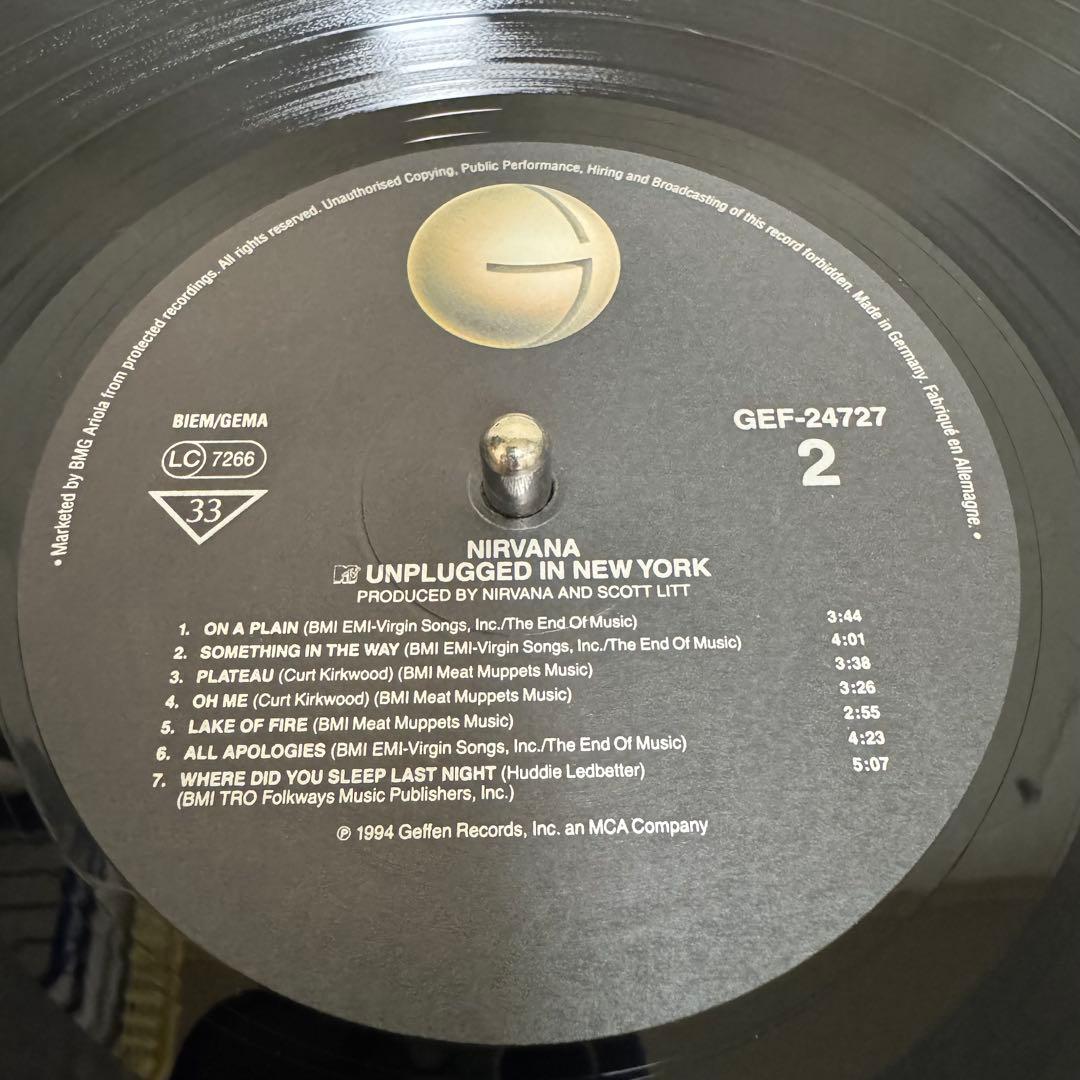 • Marketed by BMG Ariola from protected recordings. All rights reserved. Unauthorised Copying, Public Performance, Hiring and Broadcasting of this record forbidden. Made in Germany. Fabriqué en Allemagne. •
BIEM/GEMA
LC 7266
33
GEF-24727
2
NIRVANA
MTV UNPLUGGED IN NEW YORK
PRODUCED BY NIRVANA AND SCOTT LITT
1. ON A PLAIN (BMI EMI-Virgin Songs, Inc./The End Of Music) 3:44
2. SOMETHING IN THE WAY (BMI EMI-Virgin Songs, Inc./The End Of Music) 4:01
3. PLATEAU (Curt Kirkwood) (BMI Meat Muppets Music) 3:38
4. OH ME (Curt Kirkwood) (BMI Meat Muppets Music) 3:26
5. LAKE OF FIRE (BMI Meat Muppets Music) 2:55
6. ALL APOLOGIES (BMI EMI-Virgin Songs, Inc./The End Of Music) 4:23
7. WHERE DID YOU SLEEP LAST NIGHT (Huddie Ledbetter) 5:07
(BMI TRO Folkways Music Publishers, Inc.)
℗ 1994 Geffen Records, Inc. an MCA Company